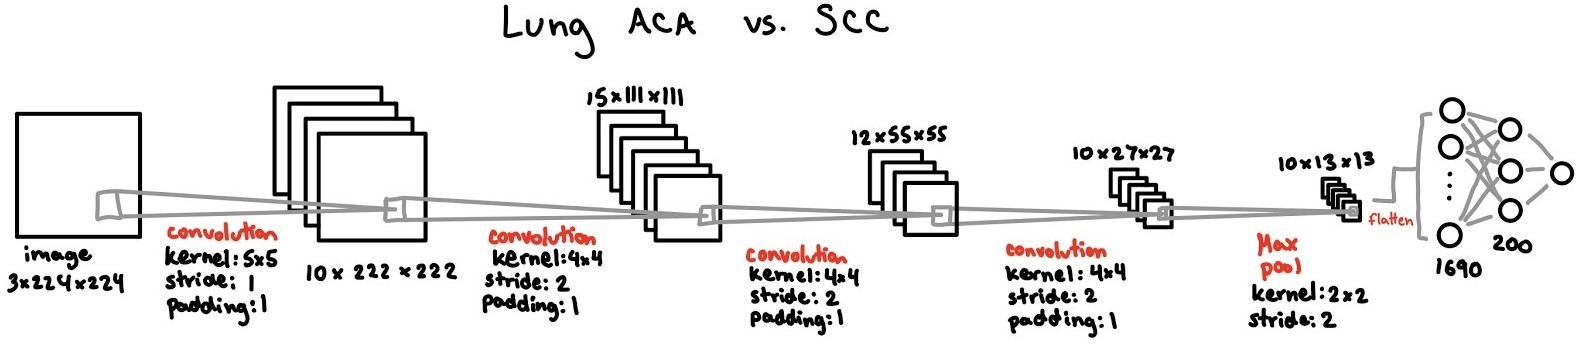 Lung ACA vs. SCC
image
3x224x224
convolution
kernel: 5x5
stride: 1
padding: 1
10 x 222 x 222
convolution
kernel: 4x4
stride: 2
padding: 1
15x111x111
convolution
kernel: 4x4
stride: 2
padding: 1
12x55x55
convolution
kernel: 4x4
stride: 2
padding: 1
10x27x27
Max
pool
kernel: 2x2
stride: 2
10x13x13
flatten
1690
200